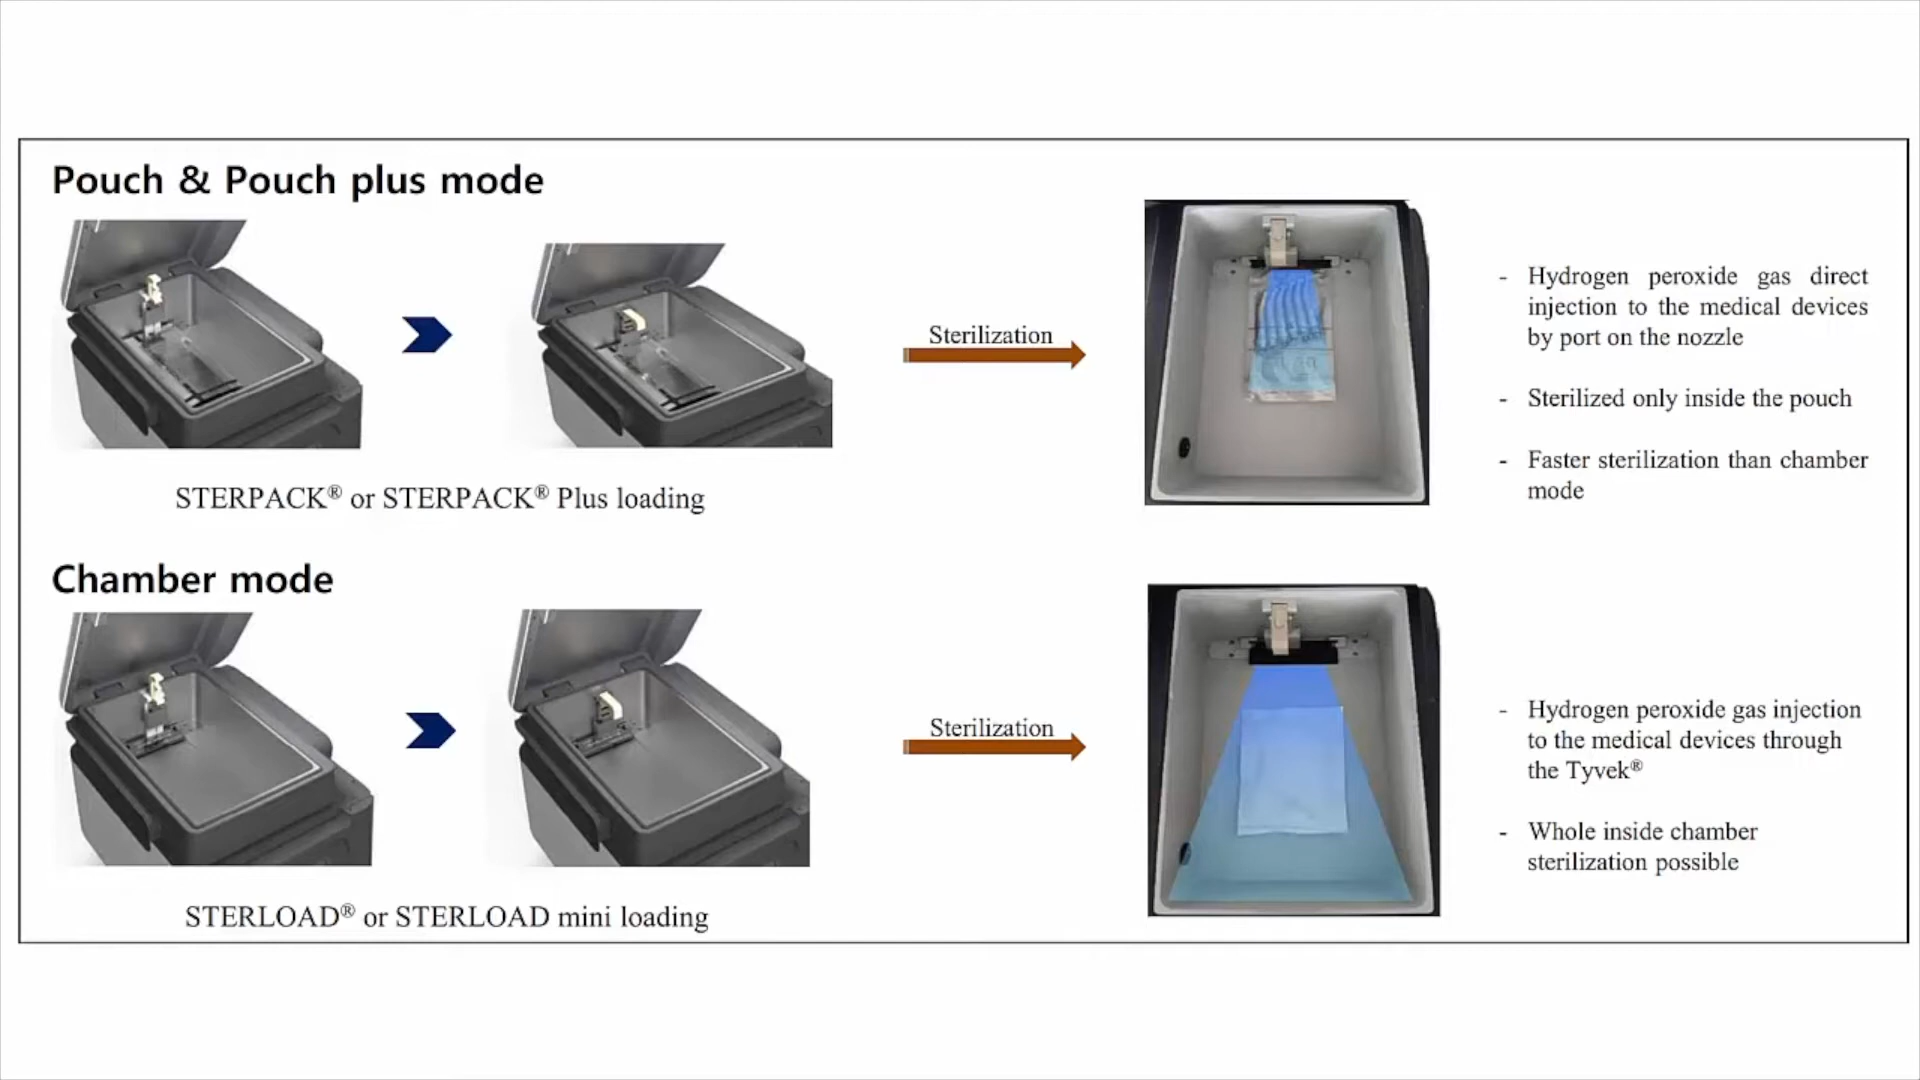 Pouch & Pouch plus mode
Sterilization
- Hydrogen peroxide gas direct
injection to the medical devices
by port on the nozzle
- Sterilized only inside the pouch
- Faster sterilization than chamber
mode
STERPACK® or STERPACK® Plus loading
Chamber mode
Sterilization
- Hydrogen peroxide gas injection
to the medical devices through
the Tyvek®
- Whole inside chamber
sterilization possible
STERLOAD® or STERLOAD mini loading